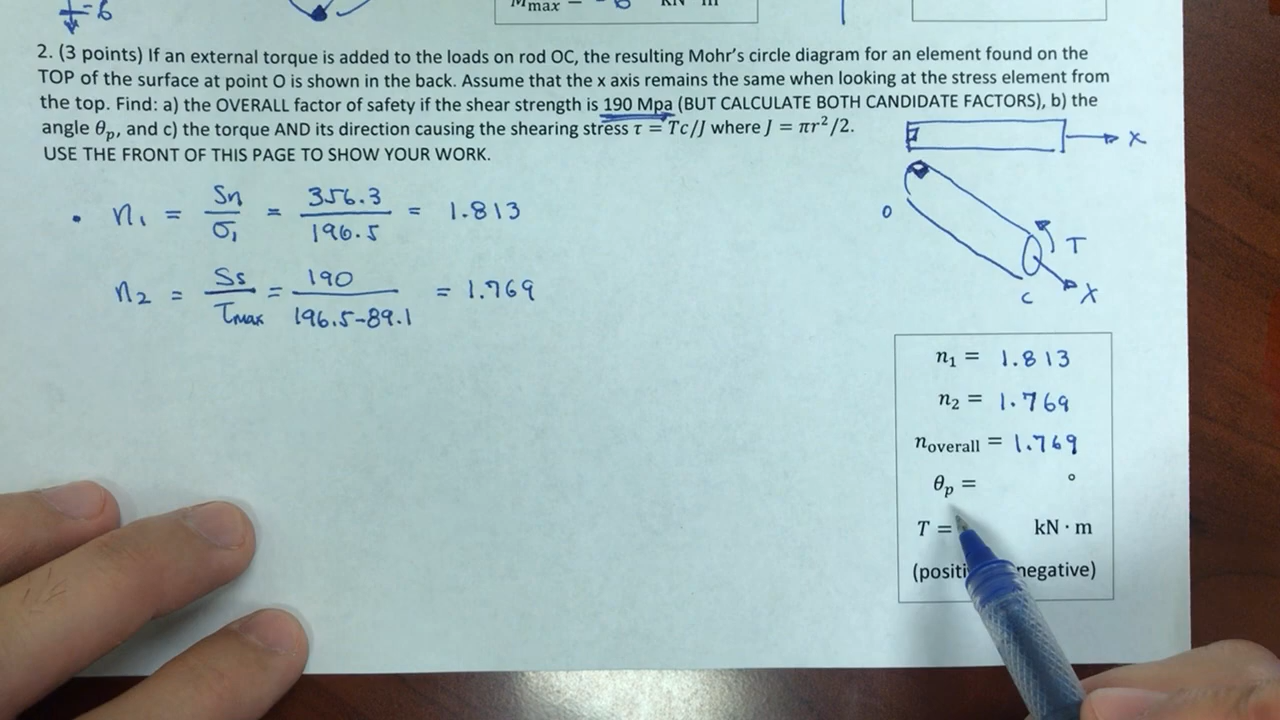 -6
Mmax = -6 kN m
2. (3 points) If an external torque is added to the loads on rod OC, the resulting Mohr's circle diagram for an element found on the
TOP of the surface at point O is shown in the back. Assume that the x axis remains the same when looking at the stress element from
the top. Find: a) the OVERALL factor of safety if the shear strength is 190 Mpa (BUT CALCULATE BOTH CANDIDATE FACTORS), b) the
angle θp, and c) the torque AND its direction causing the shearing stress τ = Tc/J where J = πr²/2.
USE THE FRONT OF THIS PAGE TO SHOW YOUR WORK.
X
• n₁ = Sn/σ₁ = 356.3/196.5 = 1.813
O
T
n₂ = Ss/τmax = 190/196.5-89.1 = 1.769
C
X
n₁ = 1.813
n₂ = 1.769
noverall = 1.769
θp = °
T = kN · m
(positi negative)